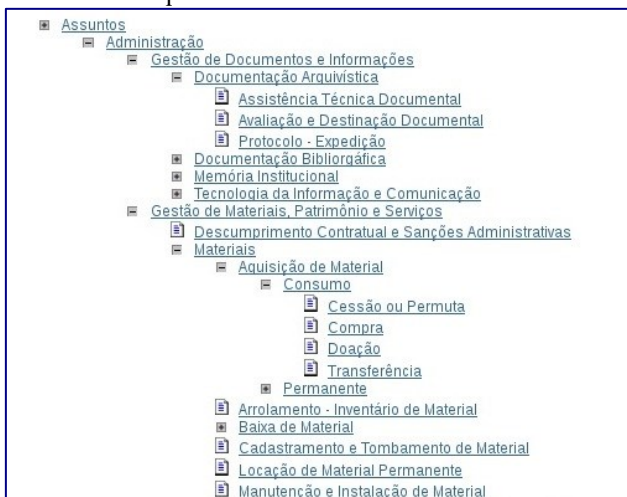 Assuntos
Administração
Gestão de Documentos e Informações
Documentação Arquivística
Assistência Técnica Documental
Avaliação e Destinação Documental
Protocolo - Expedição
Documentação Bibliorgáfica
Memória Institucional
Tecnologia da Informação e Comunicação
Gestão de Materiais, Patrimônio e Serviços
Descumprimento Contratual e Sanções Administrativas
Materiais
Aquisição de Material
Consumo
Cessão ou Permuta
Compra
Doação
Transferência
Permanente
Arrolamento - Inventário de Material
Baixa de Material
Cadastramento e Tombamento de Material
Locação de Material Permanente
Manutenção e Instalação de Material